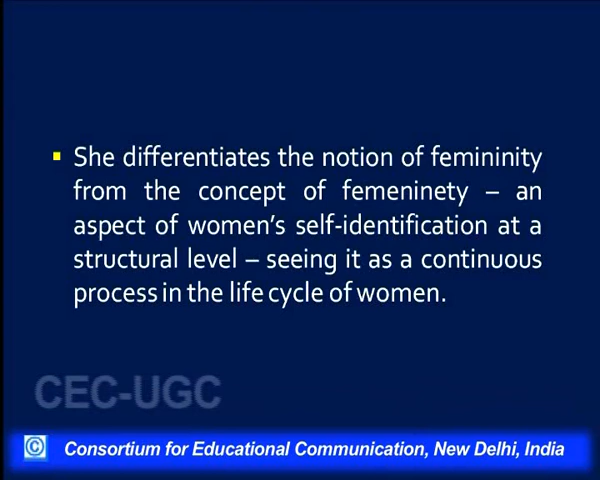 ▪ She differentiates the notion of femininity
from the concept of femeninety – an
aspect of women's self-identification at a
structural level – seeing it as a continuous
process in the life cycle of women.
CEC-UGC
© Consortium for Educational Communication, New Delhi, India